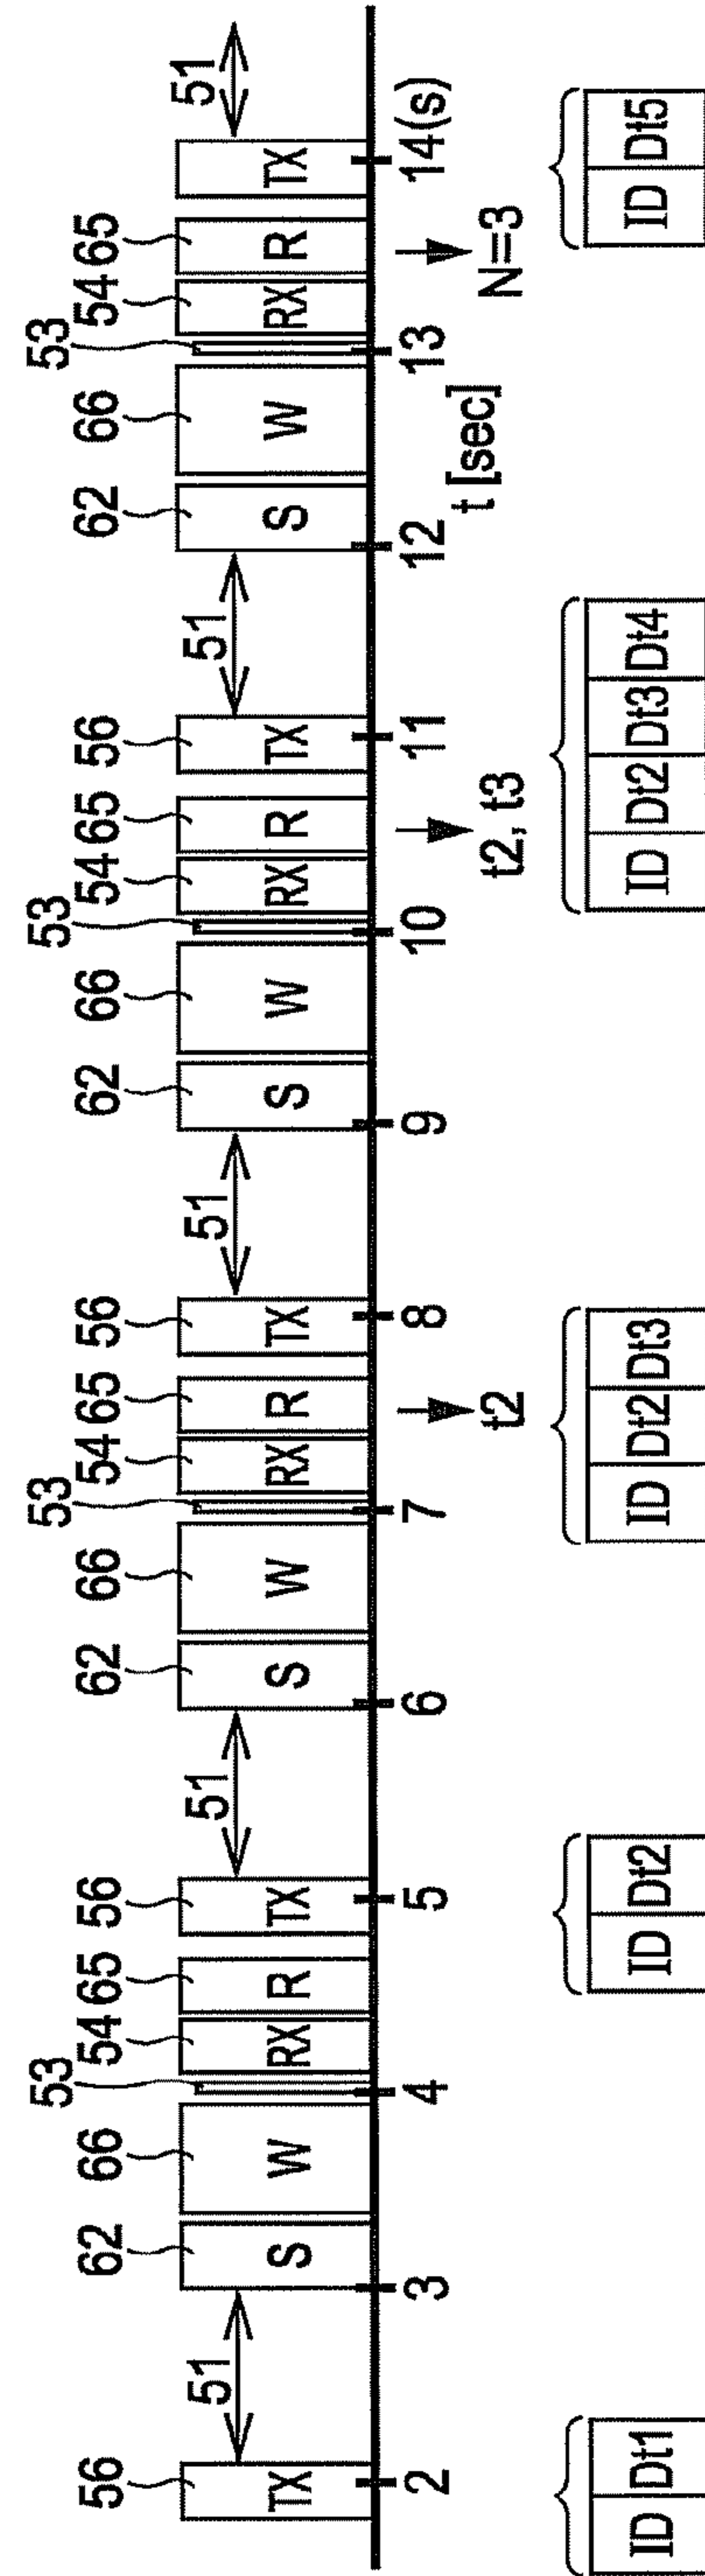 56 51 62 66 53 54 65 56 51 62 66 53 54 65 56 51 62 66 53 54 65 56 51 62 66 53 54 65 51
TX S W RX R TX S W RX R TX S W RX R TX S W RX R TX
2 3 4 5 6 7 8 9 10 11 12 13 14(s)
t2 t2, t3 t [sec] N=3
ID Dt1
ID Dt2
ID Dt2 Dt3
ID Dt2 Dt3 Dt4
ID Dt5